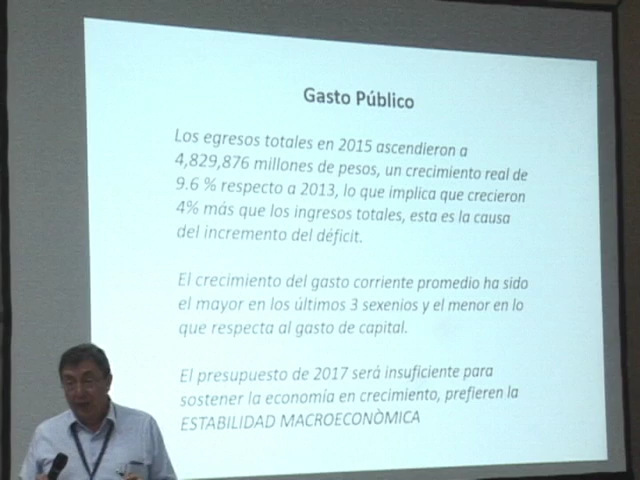 Gasto Público
Los egresos totales en 2015 ascendieron a
4,829,876 millones de pesos, un crecimiento real de
9.6 % respecto a 2013, lo que implica que crecieron
4% más que los ingresos totales, esta es la causa
del incremento del déficit.
El crecimiento del gasto corriente promedio ha sido
el mayor en los últimos 3 sexenios y el menor en lo
que respecta al gasto de capital.
El presupuesto de 2017 será insuficiente para
sostener la economía en crecimiento, prefieren la
ESTABILIDAD MACROECONÒMICA